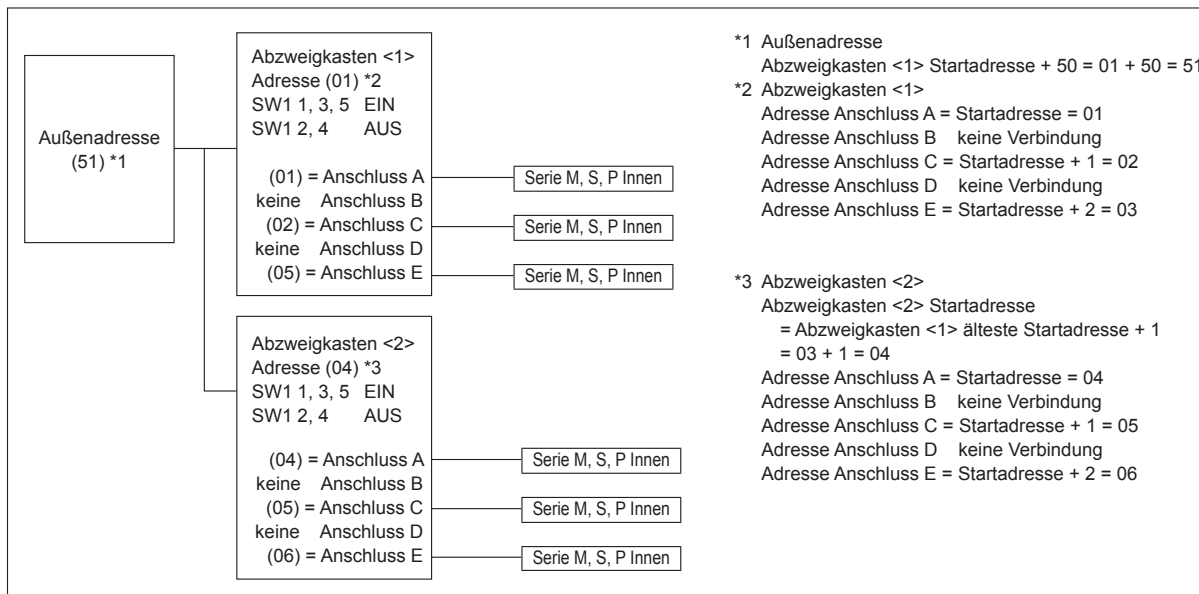 Außenadresse
(51) *1
Abzweigkasten <1>
Adresse (01) *2
SW1 1, 3, 5 EIN
SW1 2, 4 AUS
(01) = Anschluss A
keine Anschluss B
(02) = Anschluss C
keine Anschluss D
(05) = Anschluss E
Serie M, S, P Innen
Serie M, S, P Innen
Serie M, S, P Innen
Abzweigkasten <2>
Adresse (04) *3
SW1 1, 3, 5 EIN
SW1 2, 4 AUS
(04) = Anschluss A
keine Anschluss B
(05) = Anschluss C
keine Anschluss D
(06) = Anschluss E
Serie M, S, P Innen
Serie M, S, P Innen
Serie M, S, P Innen
*1 Außenadresse
Abzweigkasten <1> Startadresse + 50 = 01 + 50 = 51
*2 Abzweigkasten <1>
Adresse Anschluss A = Startadresse = 01
Adresse Anschluss B keine Verbindung
Adresse Anschluss C = Startadresse + 1 = 02
Adresse Anschluss D keine Verbindung
Adresse Anschluss E = Startadresse + 2 = 03
*3 Abzweigkasten <2>
Abzweigkasten <2> Startadresse
= Abzweigkasten <1> älteste Startadresse + 1
= 03 + 1 = 04
Adresse Anschluss A = Startadresse = 04
Adresse Anschluss B keine Verbindung
Adresse Anschluss C = Startadresse + 1 = 05
Adresse Anschluss D keine Verbindung
Adresse Anschluss E = Startadresse + 2 = 06